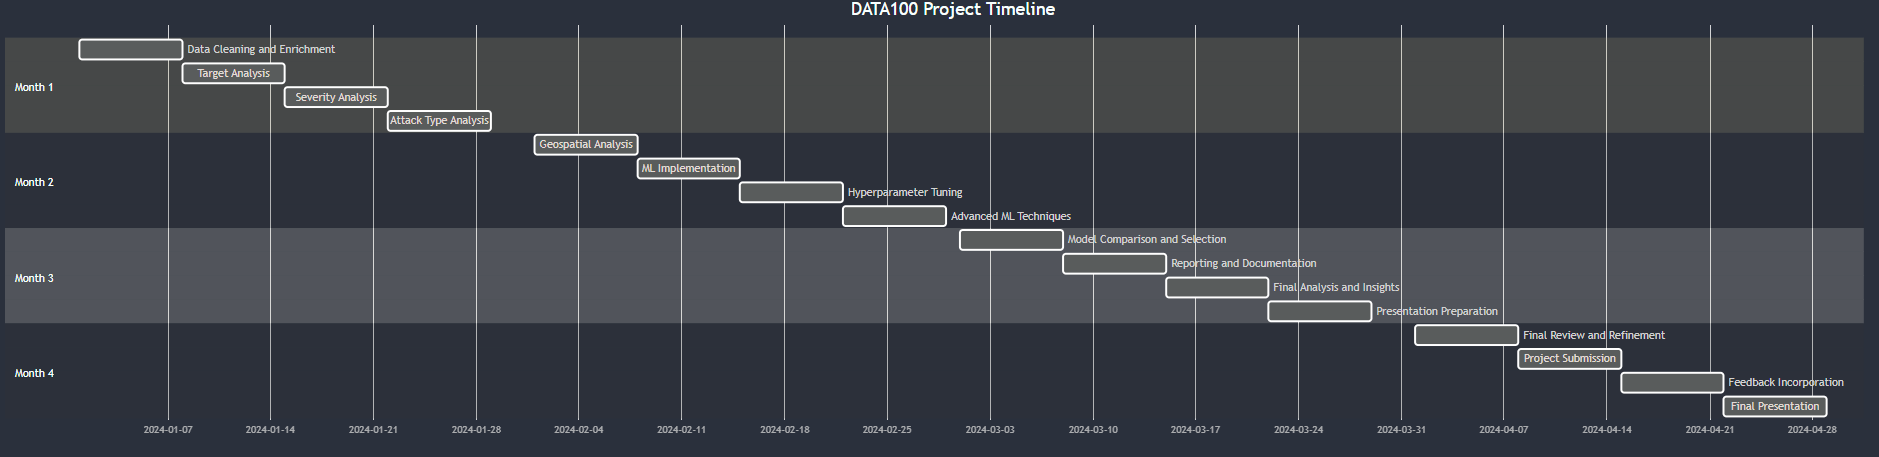 DATA100 Project Timeline
Month 1
Data Cleaning and Enrichment
Target Analysis
Severity Analysis
Attack Type Analysis
Month 2
Geospatial Analysis
ML Implementation
Hyperparameter Tuning
Advanced ML Techniques
Month 3
Model Comparison and Selection
Reporting and Documentation
Final Analysis and Insights
Presentation Preparation
Month 4
Final Review and Refinement
Project Submission
Feedback Incorporation
Final Presentation
2024-01-07 2024-01-14 2024-01-21 2024-01-28 2024-02-04 2024-02-11 2024-02-18 2024-02-25 2024-03-03 2024-03-10 2024-03-17 2024-03-24 2024-03-31 2024-04-07 2024-04-14 2024-04-21 2024-04-28